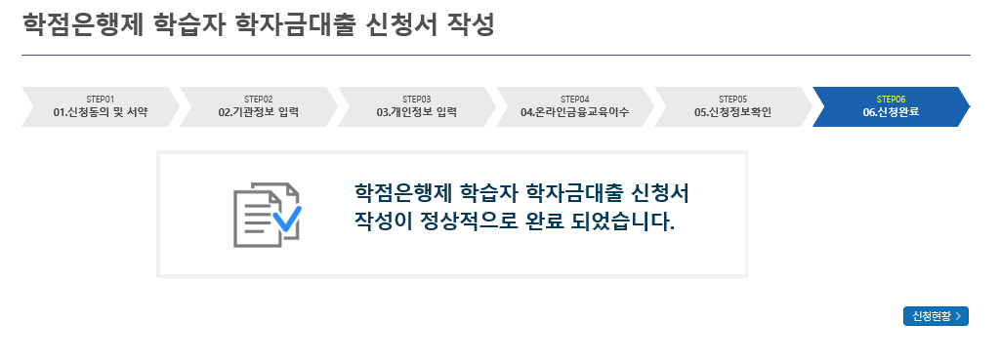 학점은행제 학습자 학자금대출 신청서 작성
STEP01
01.신청동의 및 서약
STEP02
02.기관정보 입력
STEP03
03.개인정보 입력
STEP04
04.온라인금융교육이수
STEP05
05.신청정보확인
STEP06
06.신청완료
학점은행제 학습자 학자금대출 신청서
작성이 정상적으로 완료 되었습니다.
신청현황 >